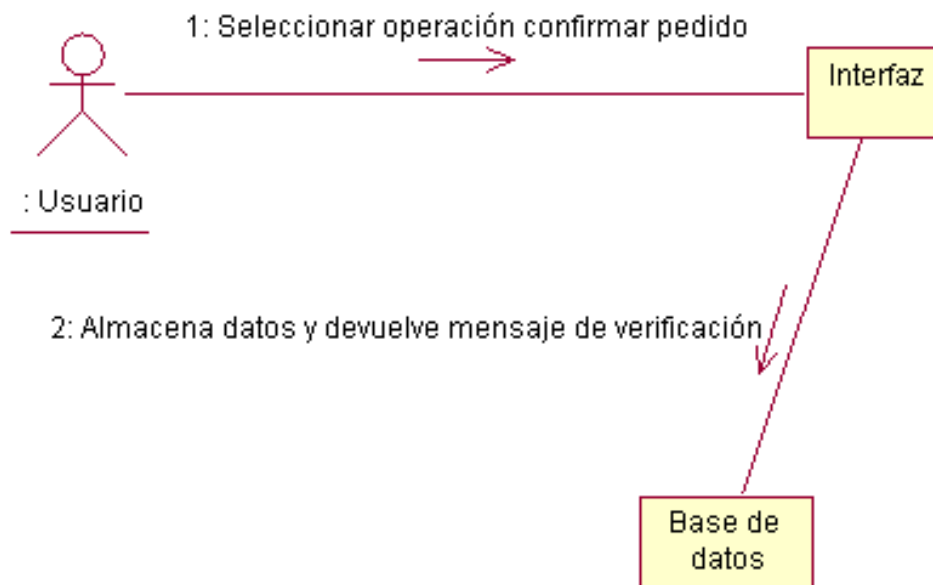 1: Seleccionar operación confirmar pedido
Interfaz
: Usuario
2: Almacena datos y devuelve mensaje de verificación
Base de
datos